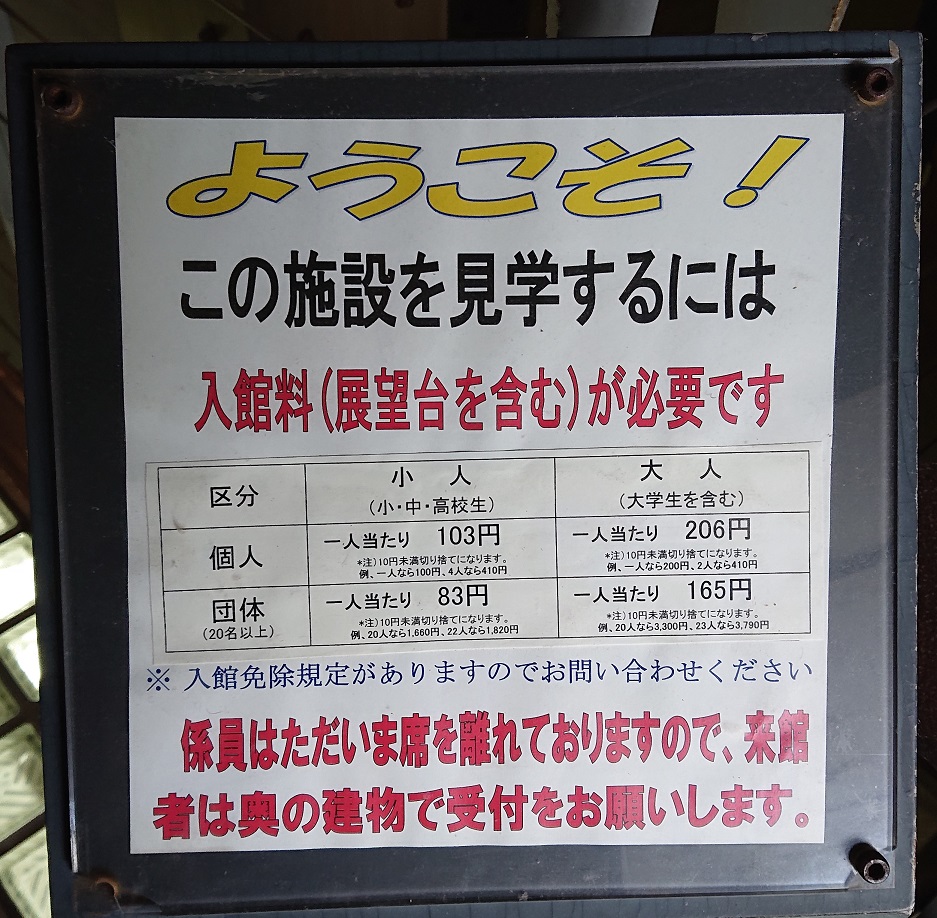 ようこそ！
この施設を見学するには
入館料(展望台を含む)が必要です
区分 小人 大人
(小・中・高校生) (大学生を含む)
個人 一人当たり 103円 一人当たり 206円
*注)10円未満切り捨てになります。 *注)10円未満切り捨てになります。
例、一人なら100円、4人なら410円 例、一人なら200円、2人なら410円
団体 一人当たり 83円 一人当たり 165円
(20名以上) *注)10円未満切り捨てになります。 *注)10円未満切り捨てになります。
例、20人なら1,660円、22人なら1,820円 例、20人なら3,300円、23人なら3,790円
※ 入館免除規定がありますのでお問い合わせください
係員はただいま席を離れておりますので、来館
者は奥の建物で受付をお願いします。